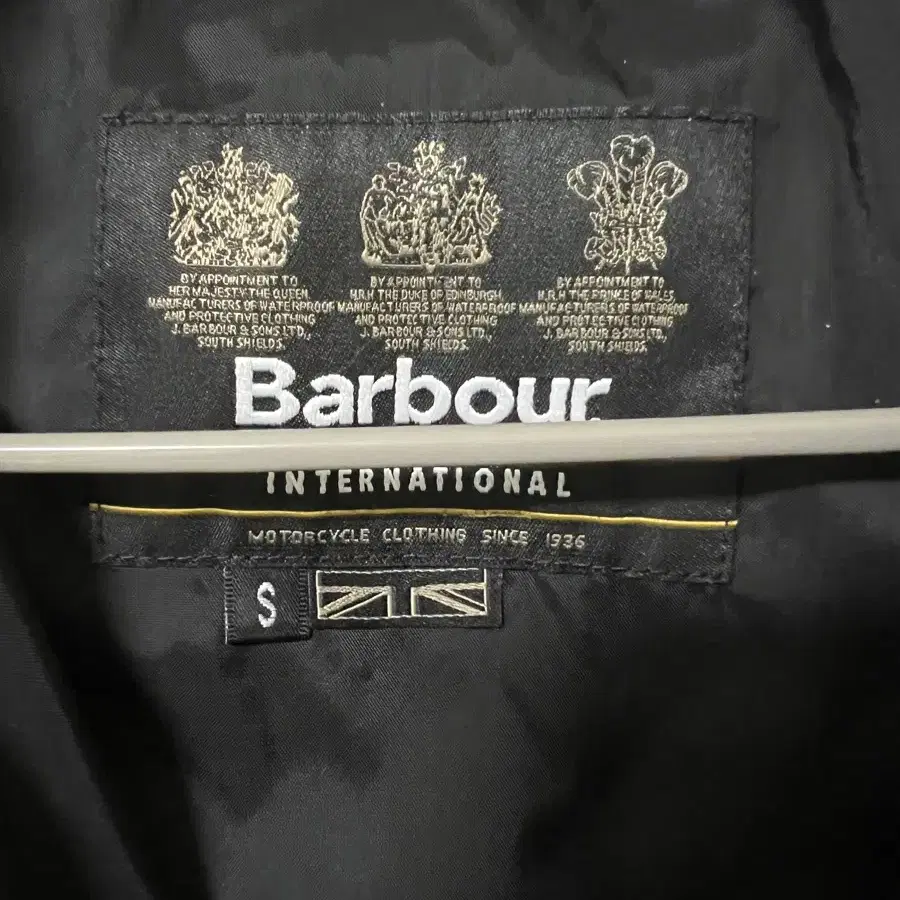 BY APPOINTMENT TO
HER MAJESTY THE QUEEN
MANUFACTURERS OF WATERPROOF
AND PROTECTIVE CLOTHING
J. BARBOUR & SONS LTD.,
SOUTH SHIELDS.
BY APPOINTMENT TO
H.R.H THE DUKE OF EDINBURGH
MANUFACTURERS OF WATERPROOF
AND PROTECTIVE CLOTHING
J. BARBOUR & SONS LTD.,
SOUTH SHIELDS.
BY APPOINTMENT TO
H.R.H THE PRINCE OF WALES
MANUFACTURERS OF WATERPROOF
AND PROTECTIVE CLOTHING
J. BARBOUR & SONS LTD.,
SOUTH SHIELDS.
Barbour
INTERNATIONAL
MOTORCYCLE CLOTHING SINCE 1936
S